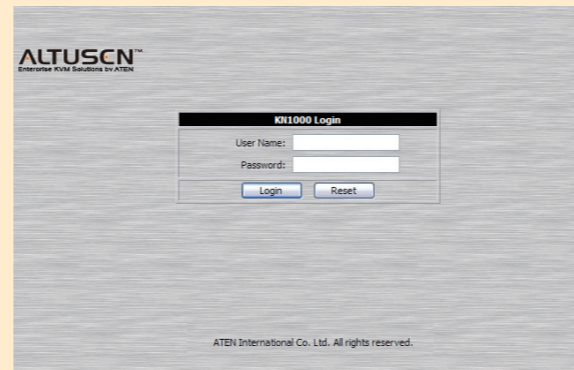 ALTUSEN™
Enterprise KVM Solutions by ATEN
KN1000 Login
User Name:
Password:
Login Reset
ATEN International Co. Ltd. All rights reserved.